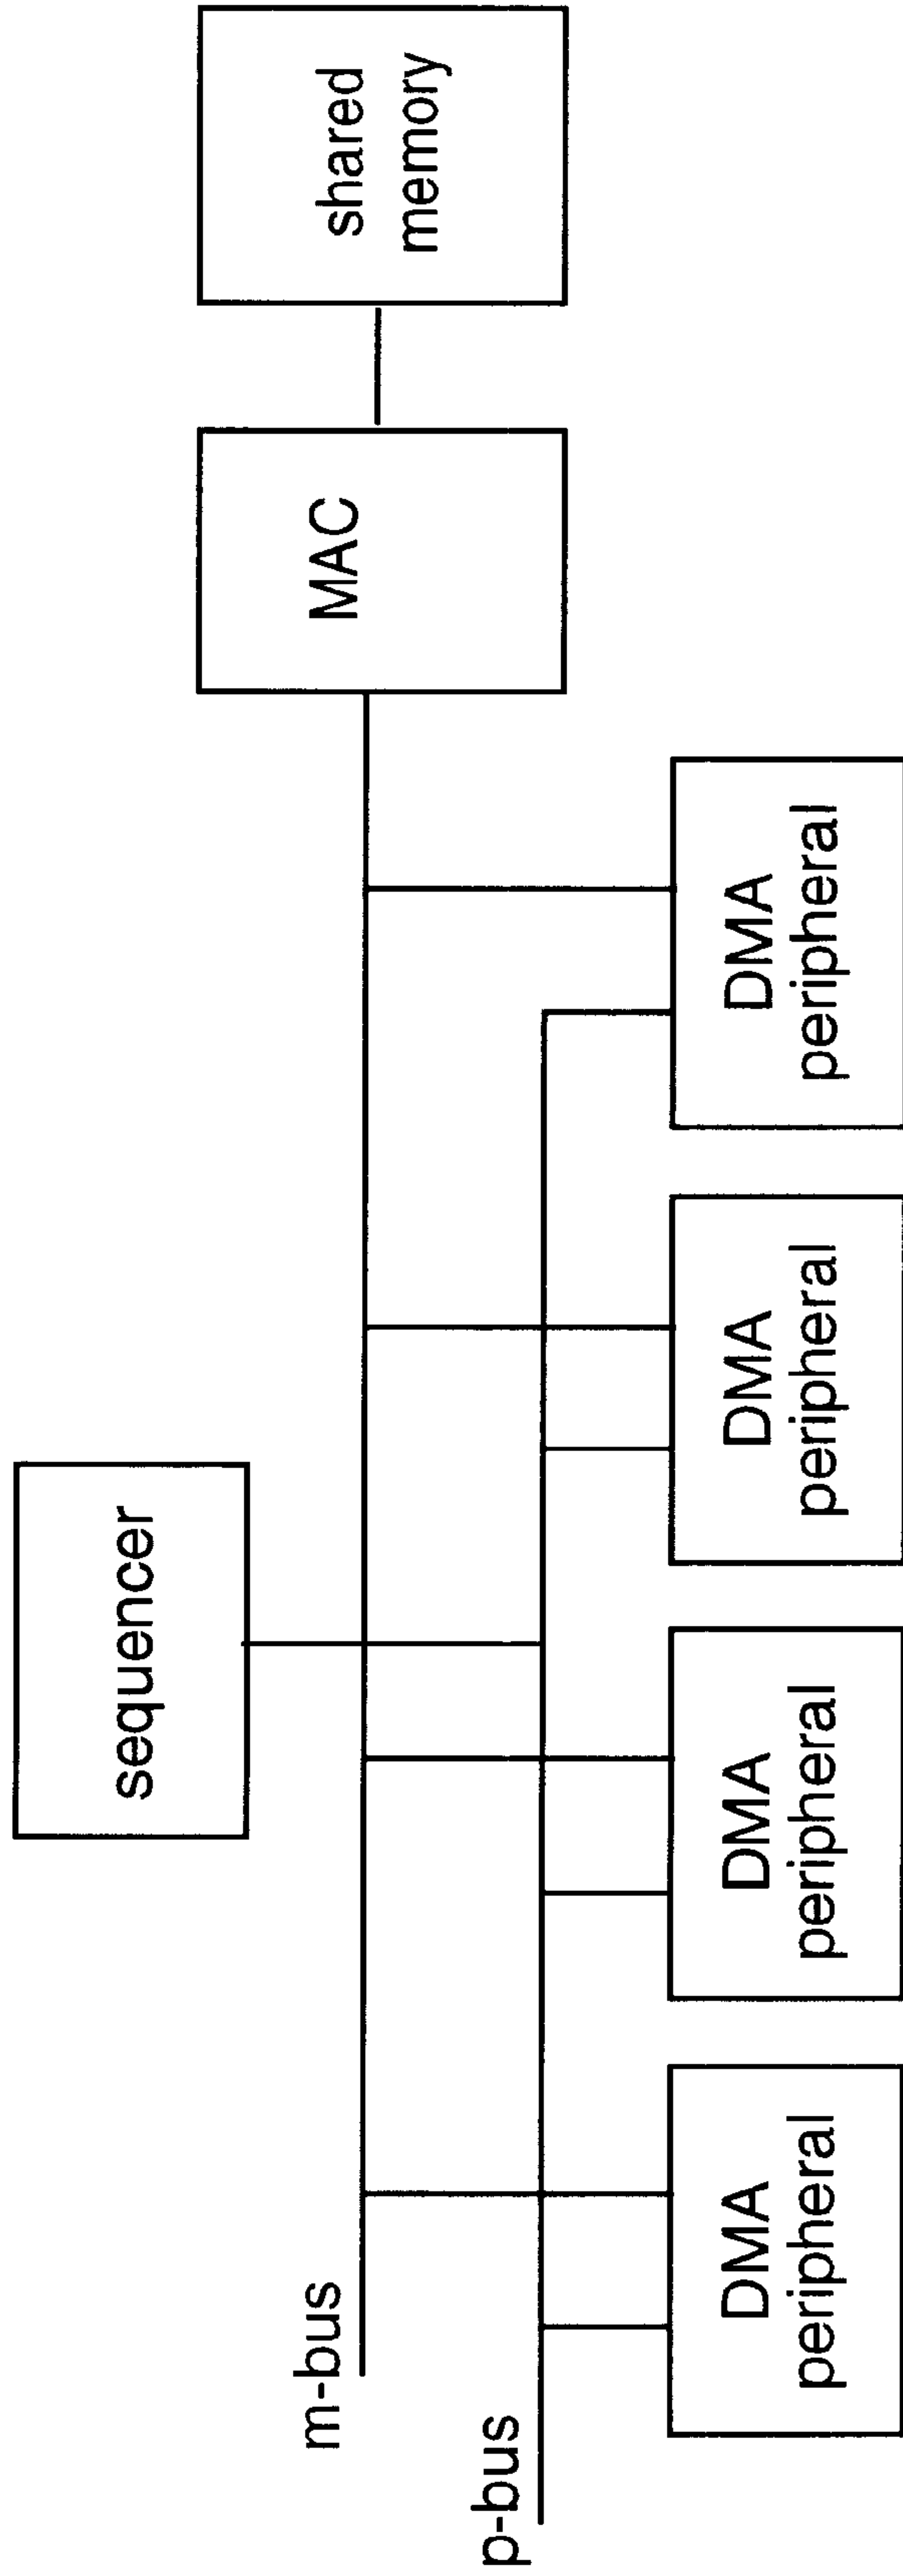 sequencer
m-bus
p-bus
MAC
shared
memory
DMA
peripheral
DMA
peripheral
DMA
peripheral
DMA
peripheral